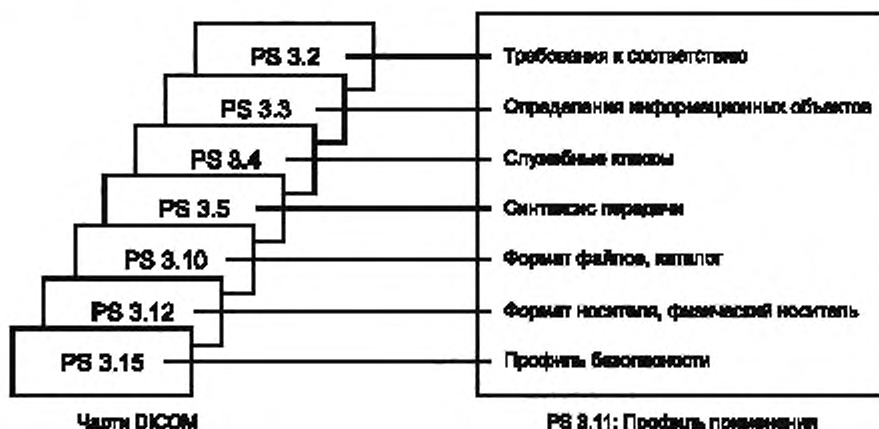 PS 3.2 Требования к соответствию
PS 3.3 Определения информационных объектов
PS 3.4 Служебные классы
PS 3.5 Синтаксис передачи
PS 3.10 Формат файлов, каталог
PS 3.12 Формат носителя, физический носитель
PS 3.15 Профиль безопасности
Части DICOM
PS 3.11: Профиль применения